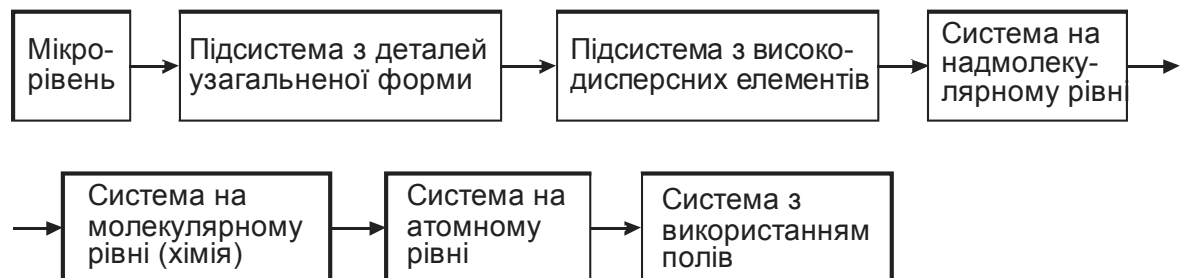 Мікро-
рівень
Підсистема з деталей
узагальненої форми
Підсистема з високо-
дисперсних елементів
Система на
надмолеку-
лярному рівні
Система на
молекулярному
рівні (хімія)
Система на
атомному
рівні
Система з
використанням
полів